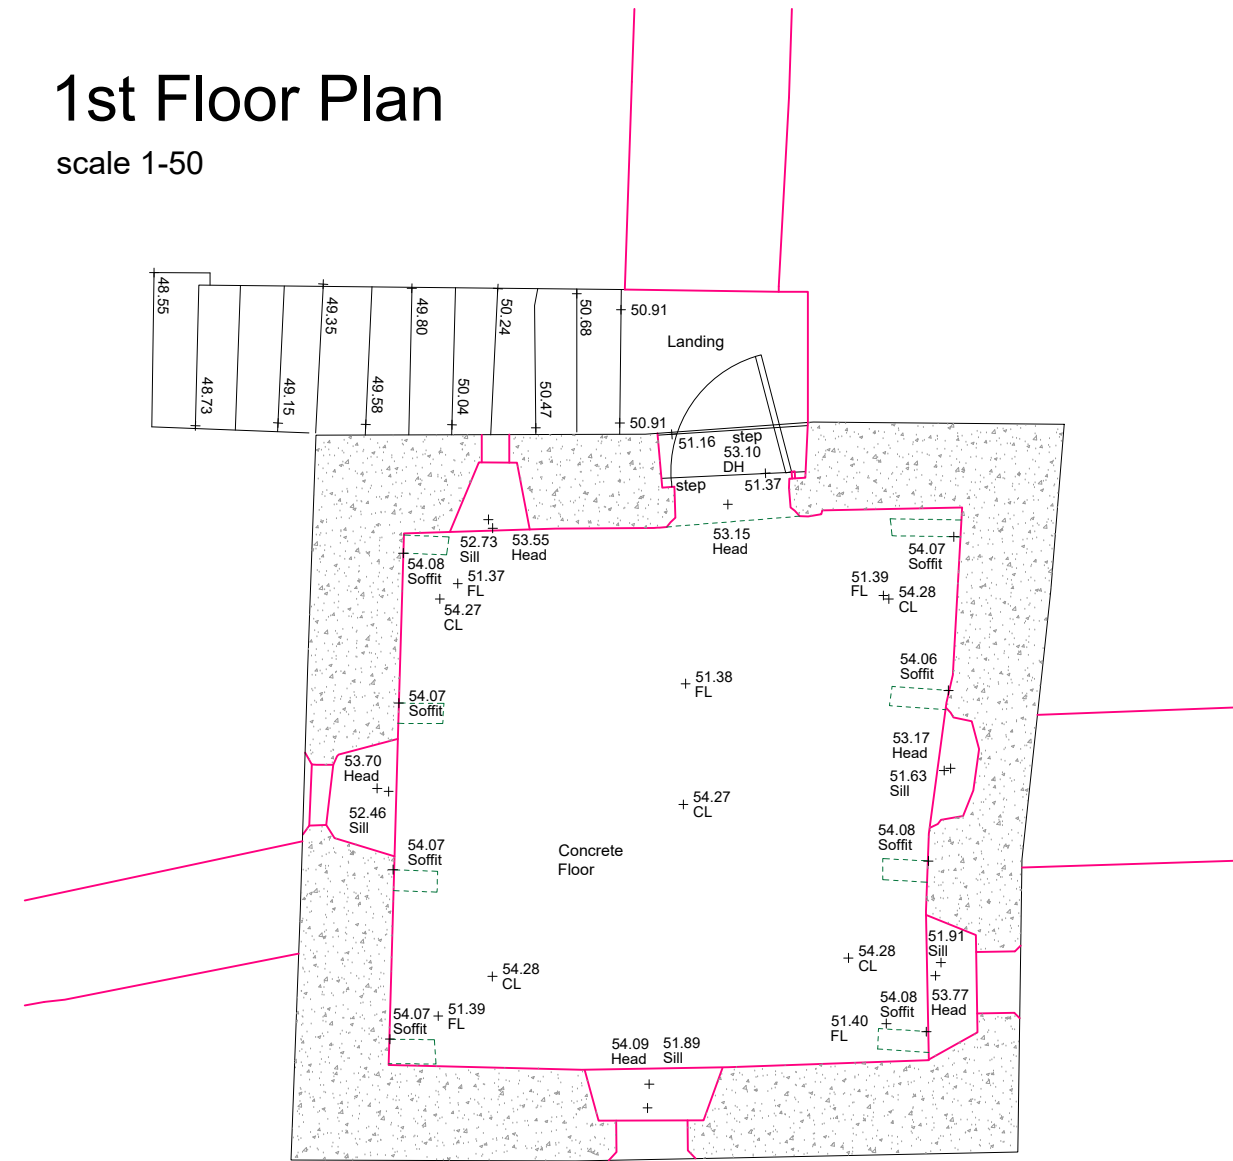 1st Floor Plan
scale 1-50
48.55
48.73
49.15
49.35
49.58
49.80
50.04
50.24
50.47
50.68
50.91
Landing
50.91
51.16
step
53.10
DH
step
51.37
53.15
Head
52.73
Sill
53.55
Head
54.08
Soffit
51.37
FL
54.27
CL
54.07
Soffit
51.39
FL
54.28
CL
54.06
Soffit
51.38
FL
54.07
Soffit
53.70
Head
52.46
Sill
53.17
Head
51.63
Sill
54.27
CL
54.07
Soffit
54.08
Soffit
Concrete
Floor
51.91
Sill
54.28
CL
54.28
CL
53.77
Head
54.08
Soffit
51.40
FL
54.07
Soffit
51.39
FL
54.09
Head
51.89
Sill